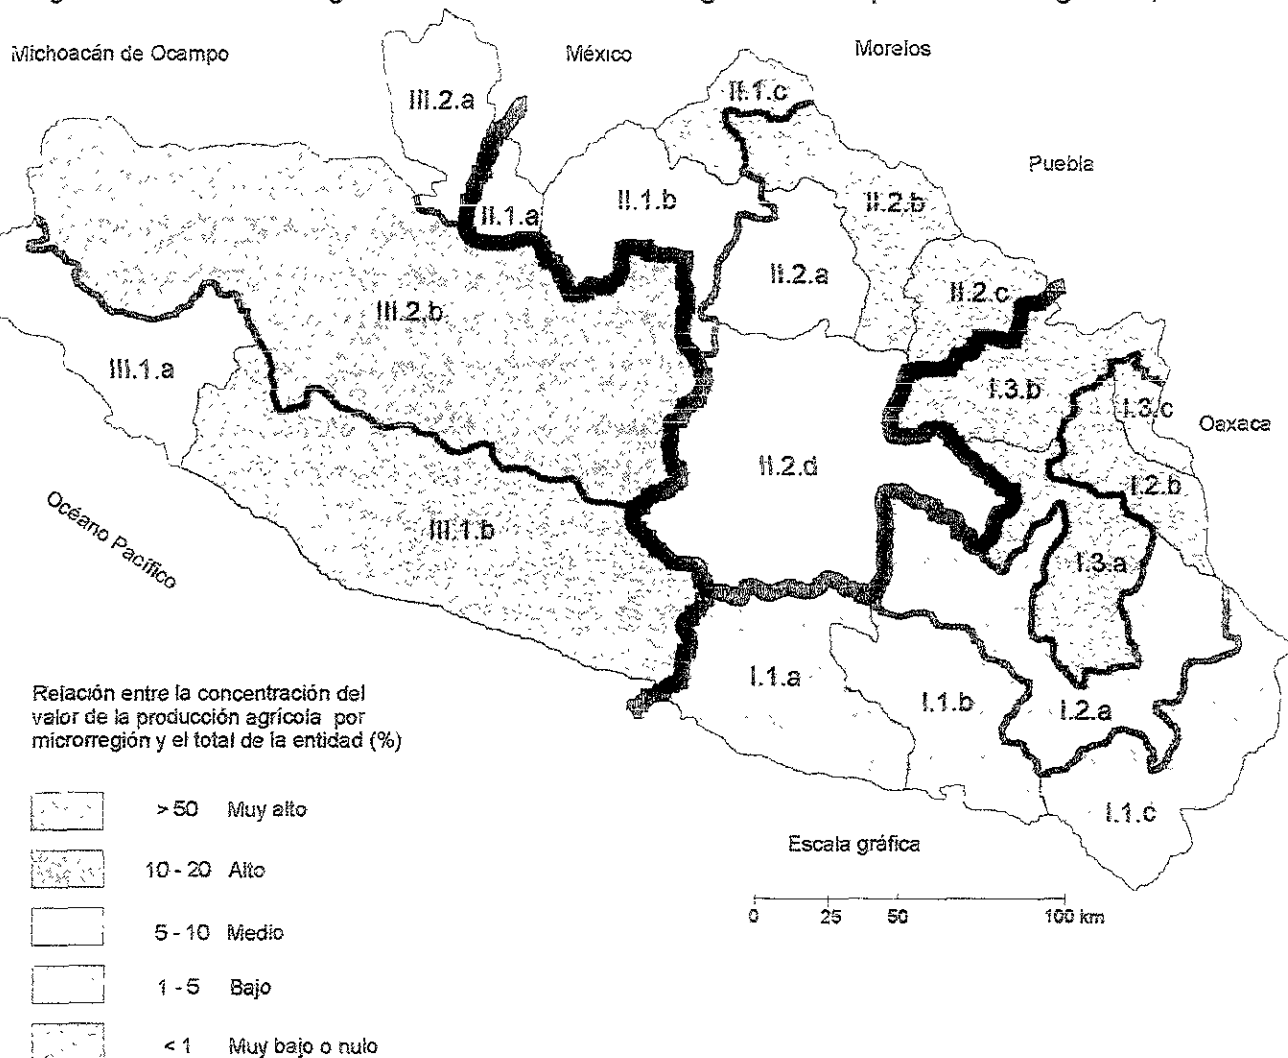 Michoacán de Ocampo
México
Morelos
III.2.a
II.1.c
Puebla
II.1.a
II.1.b
II.2.b
II.2.a
II.2.c
III.2.b
III.1.a
I.3.b
I.3.c
Oaxaca
II.2.d
I.2.b
Océano Pacífico
III.1.b
I.3.a
I.1.a
I.1.b
I.2.a
I.1.c
Relación entre la concentración del
valor de la producción agrícola por
microrregión y el total de la entidad (%)
> 50 Muy alto
10 - 20 Alto
5 - 10 Medio
1 - 5 Bajo
< 1 Muy bajo o nulo
Escala gráfica
0 25 50 100 km